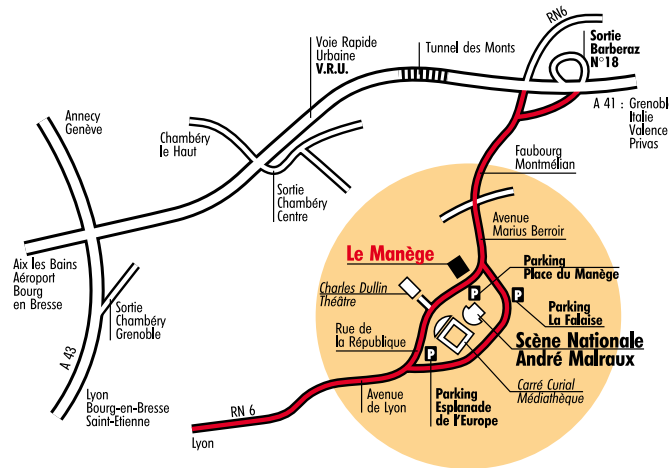 RN6
Sortie
Barberaz
N°18
Voie Rapide
Urbaine
V.R.U.
Tunnel des Monts
A 41 : Grenobl
Italie
Valence
Privas
Annecy
Genève
Chambéry
le Haut
Sortie
Chambéry
Centre
Faubourg
Montmélian
Avenue
Marius Berroir
Aix les Bains
Aéroport
Bourg
en Bresse
Le Manège
Parking
Place du Manège
P
Charles Dullin
Théâtre
P
Parking
La Falaise
Sortie
Chambéry
Grenoble
Rue de
la République
Scène Nationale
André Malraux
P
A 43
Carré Curial
Médiathèque
Lyon
Bourg-en-Bresse
Saint-Etienne
Avenue
de Lyon
Parking
Esplanade
de l'Europe
RN 6
Lyon